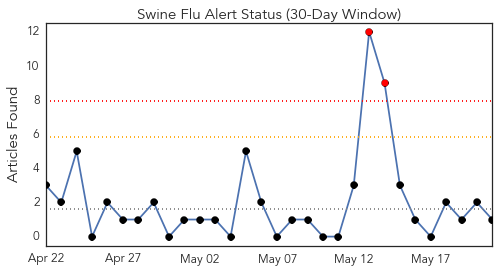 Swine Flu Alert Status (30-Day Window)
Articles Found
12
10
8
6
4
2
0
Apr 22
Apr 27
May 02
May 07
May 12
May 17